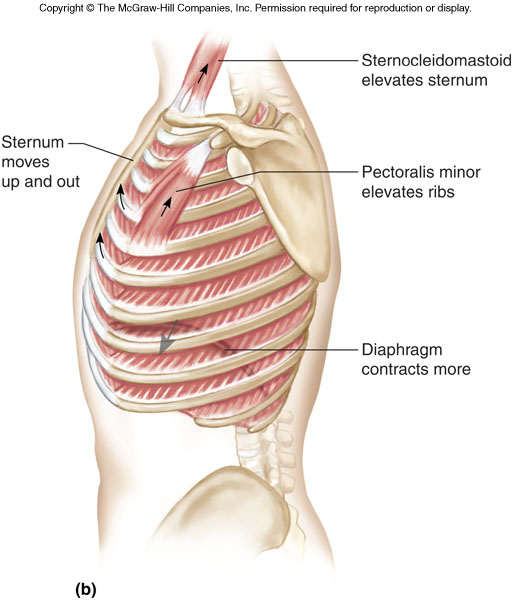 Copyright © The McGraw-Hill Companies, Inc. Permission required for reproduction or display.
Sternocleidomastoid
elevates sternum
Sternum
moves
up and out
Pectoralis minor
elevates ribs
Diaphragm
contracts more
(b)